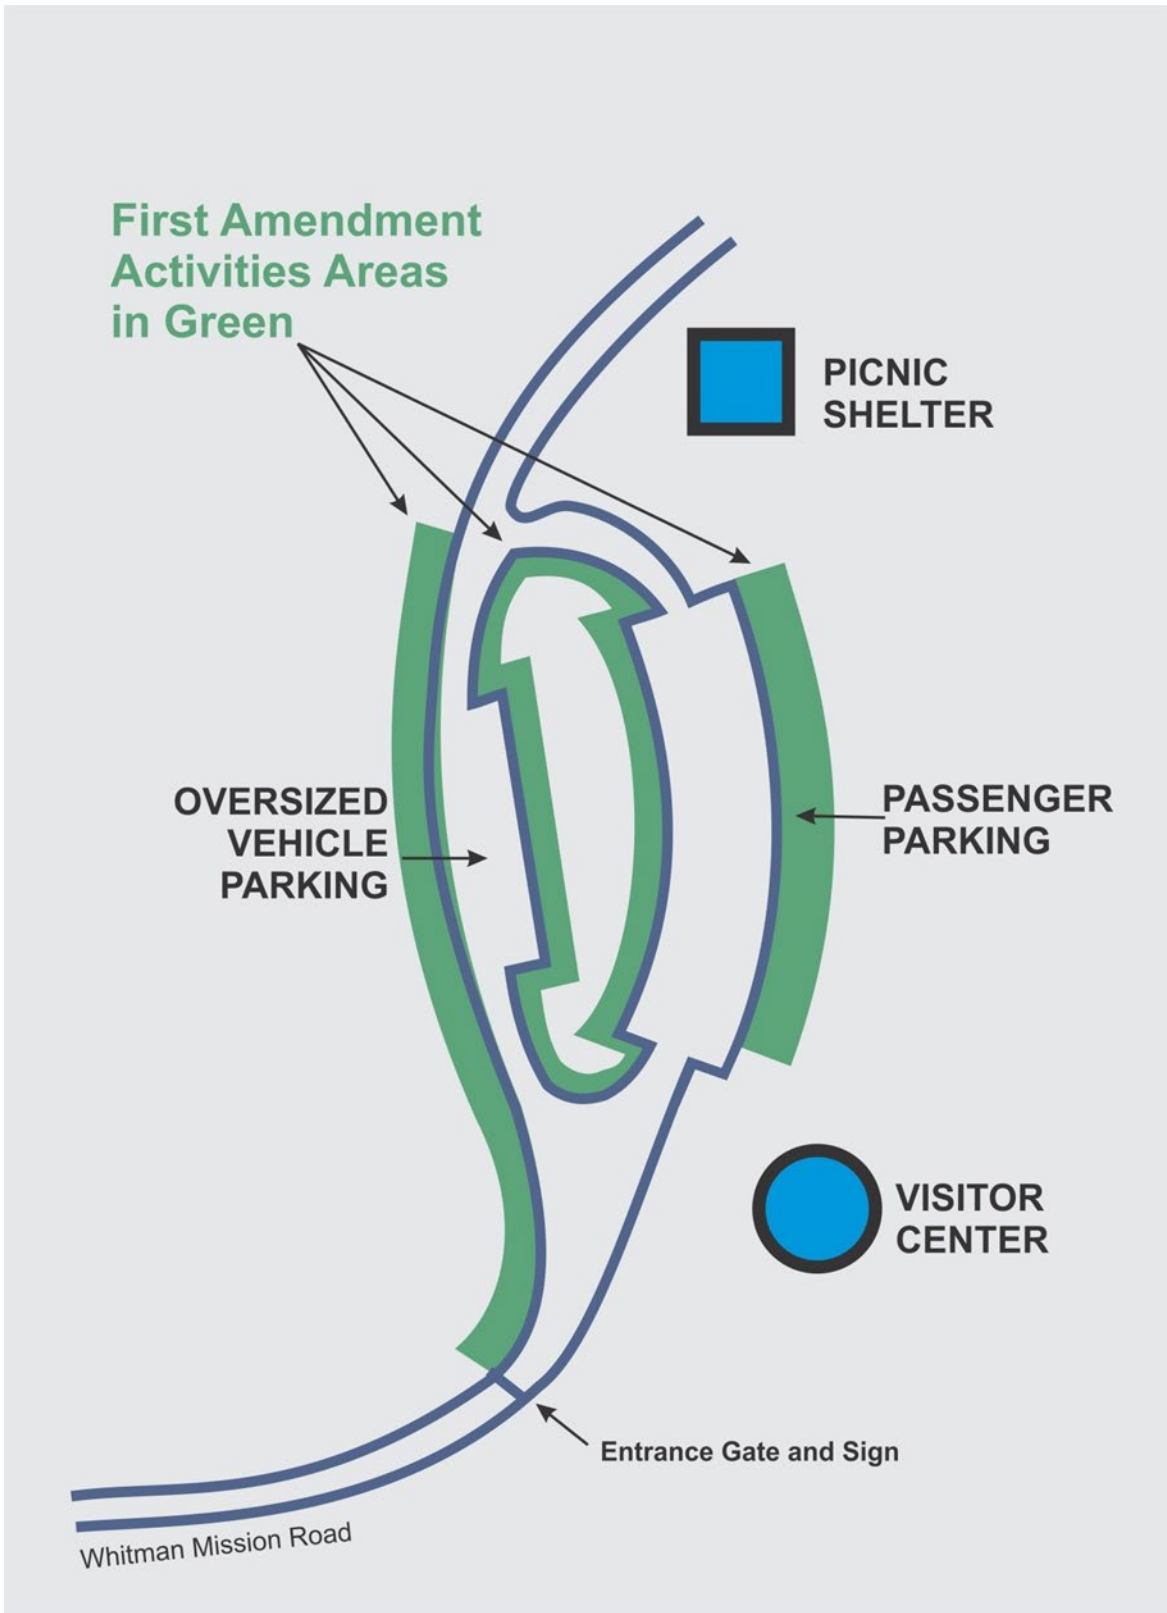 First Amendment
Activities Areas
in Green
PICNIC
SHELTER
OVERSIZED
VEHICLE
PARKING
PASSENGER
PARKING
VISITOR
CENTER
Entrance Gate and Sign
Whitman Mission Road